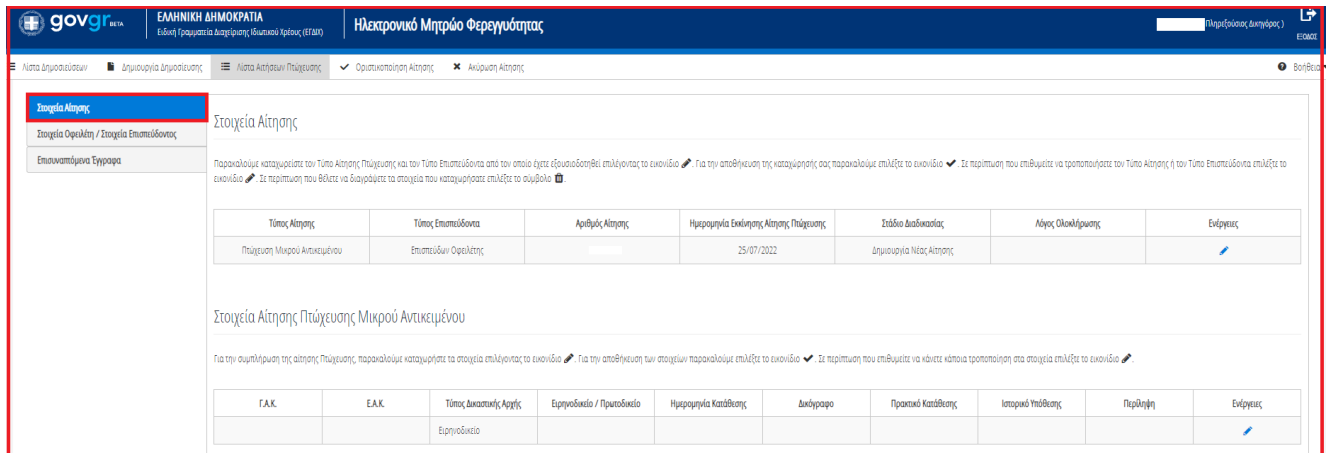 govgr BETA
ΕΛΛΗΝΙΚΗ ΔΗΜΟΚΡΑΤΙΑ
Ειδική Γραμματεία Διαχείρισης Ιδιωτικού Χρέους (ΕΓΔΙΧ)
Ηλεκτρονικό Μητρώο Φερεγγυότητας
Πληρεξούσιος Δικηγόρος )
ΕΞΟΔΟΣ
Λίστα Δημοσιεύσεων Δημιουργία Δημοσίευσης Λίστα Αιτήσεων Πτώχευσης Οριστικοποίηση Αίτησης Ακύρωση Αίτησης Βοήθεια
Στοιχεία Αίτησης
Στοιχεία Οφειλέτη / Στοιχεία Επισπεύδοντος
Επισυναπτόμενα Έγγραφα
Στοιχεία Αίτησης
Παρακαλούμε καταχωρείστε τον Τύπο Αίτησης Πτώχευσης και τον Τύπο Επισπεύδοντα από τον οποίο έχετε εξουσιοδοτηθεί επιλέγοντας το εικονίδιο . Για την αποθήκευση της καταχώρησής σας παρακαλούμε επιλέξτε το εικονίδιο . Σε περίπτωση που επιθυμείτε να τροποποιήσετε τον Τύπο Αίτησης ή τον Τύπο Επισπεύδοντα επιλέξτε το
εικονίδιο . Σε περίπτωση που θέλετε να διαγράψετε τα στοιχεία που καταχωρήσατε επιλέξτε το σύμβολο .
Τύπος Αίτησης Τύπος Επισπεύδοντα Αριθμός Αίτησης Ημερομηνία Εκκίνησης Αίτησης Πτώχευσης Στάδιο Διαδικασίας Λόγος Ολοκλήρωσης Ενέργειες
Πτώχευση Μικρού Αντικειμένου Επισπεύδων Οφειλέτης 25/07/2022 Δημιουργία Νέας Αίτησης
Στοιχεία Αίτησης Πτώχευσης Μικρού Αντικειμένου
Για την συμπλήρωση της αίτησης Πτώχευσης, παρακαλούμε καταχωρήστε τα στοιχεία επιλέγοντας το εικονίδιο . Για την αποθήκευση των στοιχείων παρακαλούμε επιλέξτε το εικονίδιο . Σε περίπτωση που επιθυμείτε να κάνετε κάποια τροποποίηση στα στοιχεία επιλέξτε το εικονίδιο .
Γ.Α.Κ. Ε.Α.Κ. Τύπος Δικαστικής Αρχής Ειρηνοδικείο / Πρωτοδικείο Ημερομηνία Κατάθεσης Δικόγραφο Πρακτικό Κατάθεσης Ιστορικό Υπόθεσης Περίληψη Ενέργειες
Ειρηνοδικείο